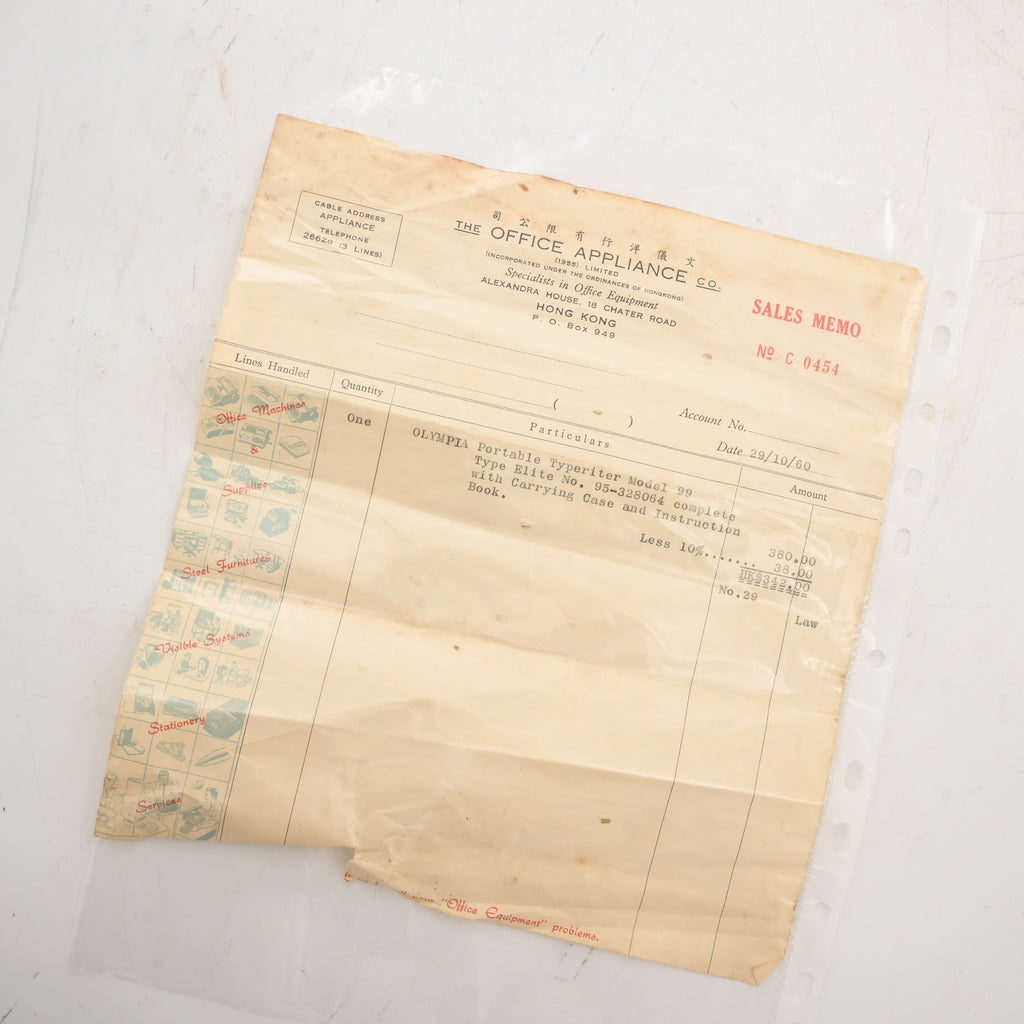 CABLE ADDRESS
APPLIANCE
TELEPHONE
26620 (3 LINES)
司公限有行洋儀文
THE OFFICE APPLIANCE CO.
(1955) LIMITED
(INCORPORATED UNDER THE ORDINANCES OF HONGKONG)
Specialists in Office Equipment
ALEXANDRA HOUSE, 18 CHATER ROAD
HONG KONG
P. O. Box 949
SALES MEMO
Nº C 0454
( )
Account No.
Date 29/10/60
Lines Handled
Quantity
Particulars
Amount
Office Machines
&
Supplies
Steel Furnitures
Visible Systems
Stationery
Services
One
OLYMPIA Portable Typeriter Model 99
Type Elite No. 95-328064 complete
with Carrying Case and Instruction
Book.
380.00
Less 10%....... 38.00
HK$342.00
No.29
Law
"Office Equipment" problems.